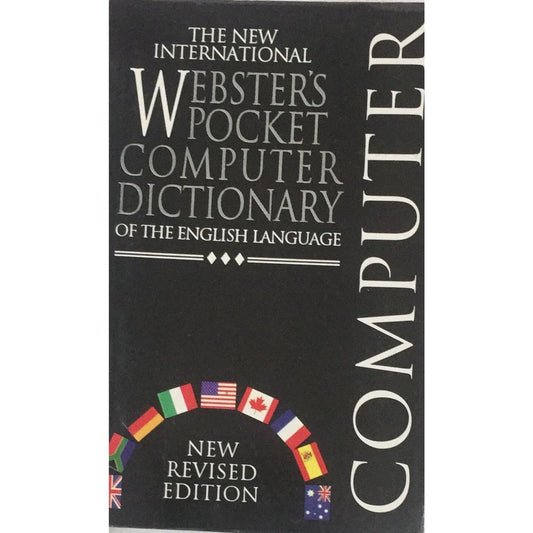 THE NEW
INTERNATIONAL
WEBSTER'S
POCKET
COMPUTER
DICTIONARY
OF THE ENGLISH LANGUAGE
COMPUTER
NEW
REVISED
EDITION